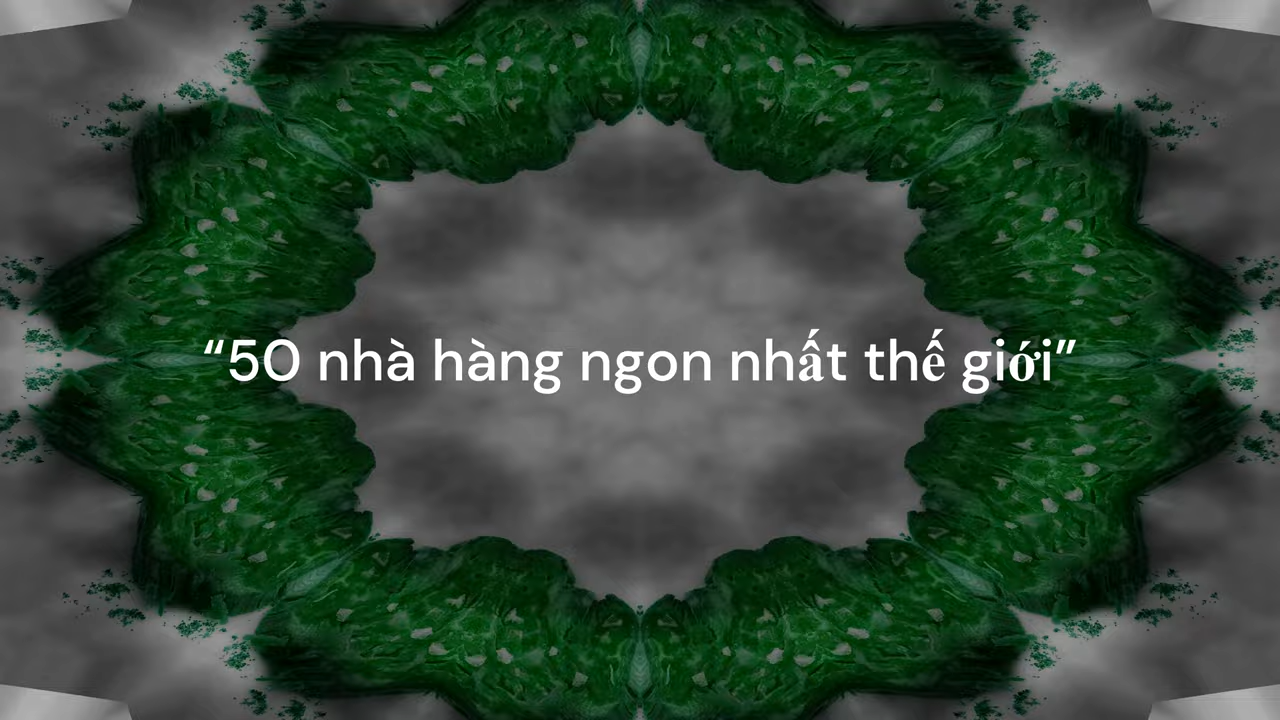 “50 nhà hàng ngon nhất thế giới”